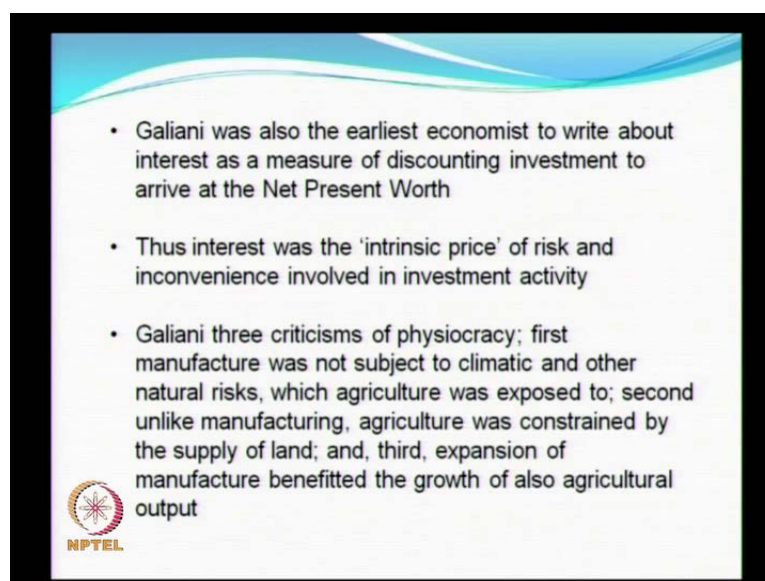 • Galiani was also the earliest economist to write about
interest as a measure of discounting investment to
arrive at the Net Present Worth
• Thus interest was the 'intrinsic price' of risk and
inconvenience involved in investment activity
• Galiani three criticisms of physiocracy; first
manufacture was not subject to climatic and other
natural risks, which agriculture was exposed to; second
unlike manufacturing, agriculture was constrained by
the supply of land; and, third, expansion of
manufacture benefitted the growth of also agricultural
output
NPTEL